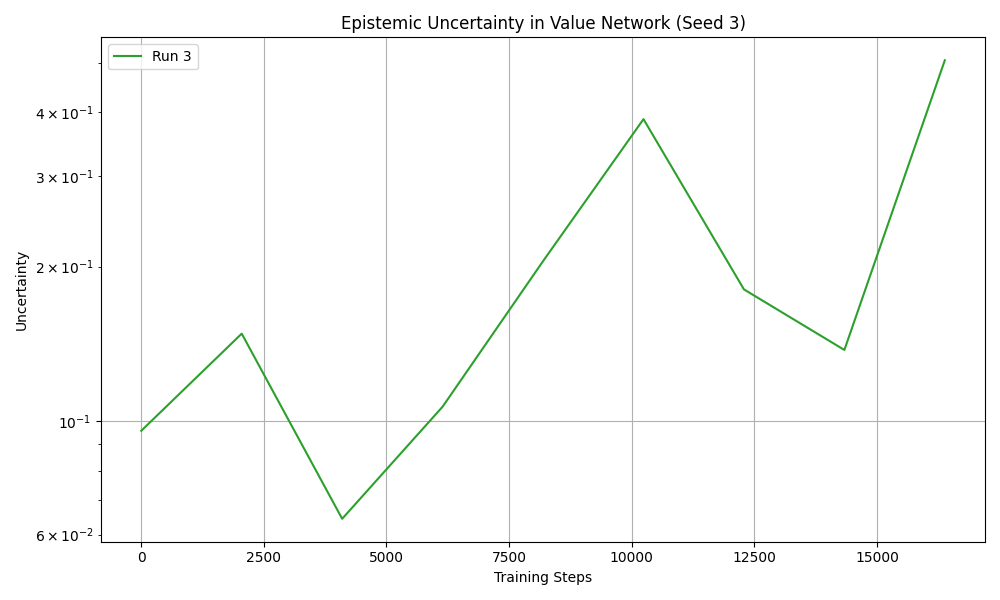 Epistemic Uncertainty in Value Network (Seed 3)
Run 3
Uncertainty
4 × 10⁻¹
3 × 10⁻¹
2 × 10⁻¹
10⁻¹
6 × 10⁻²
0 2500 5000 7500 10000 12500 15000
Training Steps